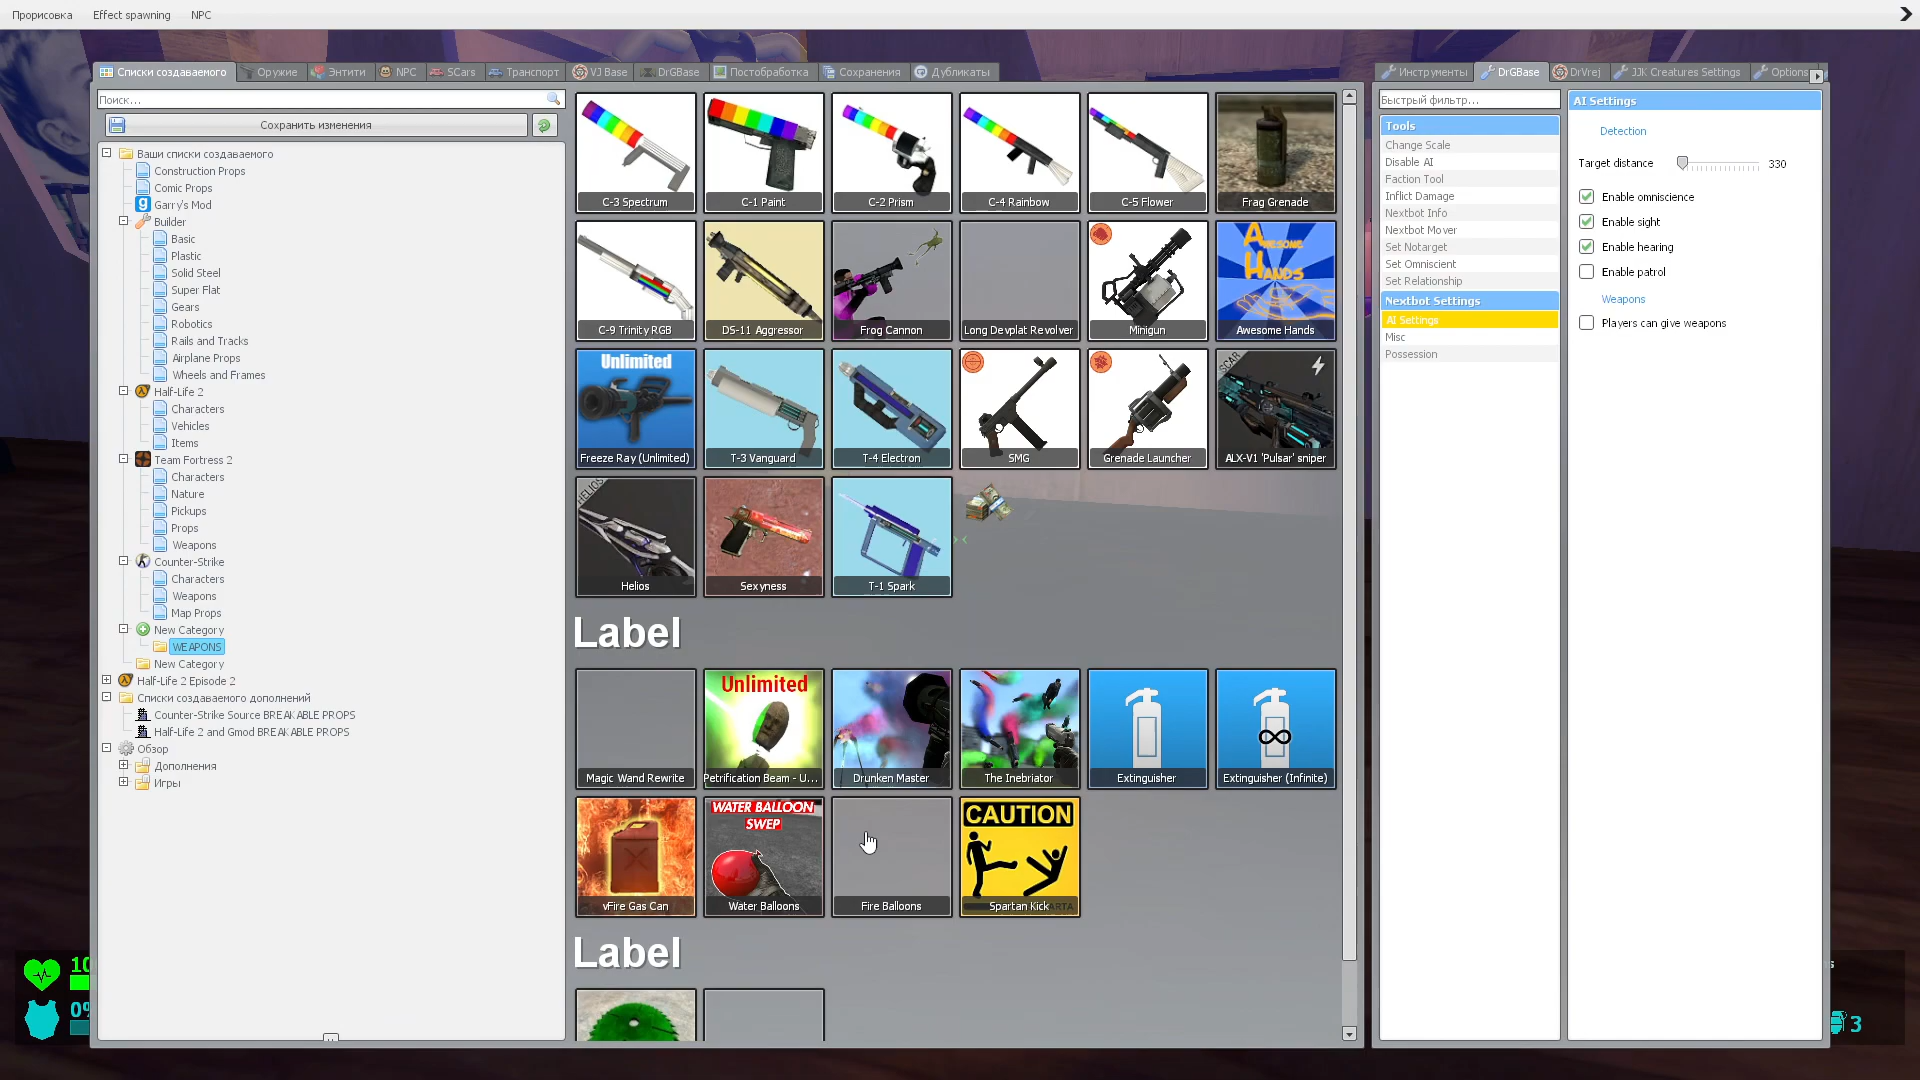 Прорисовка Effect spawning NPC
Списки создаваемого Оружие Энтити NPC SCars Транспорт VJ Base DrGBase Постобработка Сохранения Дубликаты
Поиск...
Сохранить изменения
Ваши списки создаваемого
Construction Props
Comic Props
Garry's Mod
Builder
Basic
Plastic
Solid Steel
Super Flat
Gears
Robotics
Rails and Tracks
Airplane Props
Wheels and Frames
Half-Life 2
Characters
Vehicles
Items
Team Fortress 2
Characters
Nature
Pickups
Props
Weapons
Counter-Strike
Characters
Weapons
Map Props
New Category
WEAPONS
New Category
Half-Life 2 Episode 2
Списки создаваемого дополнений
Counter-Strike Source BREAKABLE PROPS
Half-Life 2 and Gmod BREAKABLE PROPS
Обзор
Дополнения
Игры
C-3 Spectrum C-1 Paint C-2 Prism C-4 Rainbow C-5 Flower Frag Grenade
AWESOME
HANDS
C-9 Trinity RGB DS-11 Aggressor Frog Cannon Long Devplat Revolver Minigun Awesome Hands
Unlimited
SCAR
Freeze Ray (Unlimited) T-3 Vanguard T-4 Electron SMG Grenade Launcher ALX-V1 'Pulsar' sniper
HELIOS
Helios Sexyness T-1 Spark
Label
Unlimited
Magic Wand Rewrite Petrification Beam - U... Drunken Master The Inebriator Extinguisher Extinguisher (Infinite)
WATER BALLOON
SWEP
CAUTION
vFire Gas Can Water Balloons Fire Balloons Spartan Kick
Label
Инструменты DrGBase DrVrej JJK Creatures Settings Options
Быстрый фильтр...
Tools
Change Scale
Disable AI
Faction Tool
Inflict Damage
Nextbot Info
Nextbot Mover
Set Notarget
Set Omniscient
Set Relationship
Nextbot Settings
AI Settings
Misc
Possession
AI Settings
Detection
Target distance 330
Enable omniscience
Enable sight
Enable hearing
Enable patrol
Weapons
Players can give weapons
10
0%
3